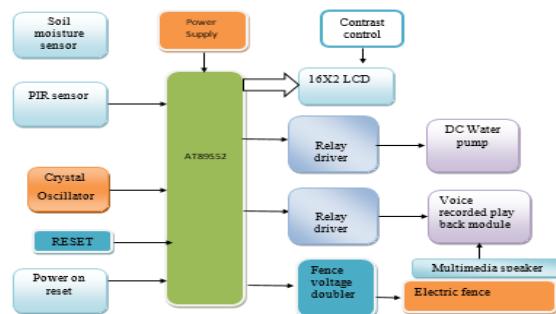 Soil
moisture
sensor
Power
Supply
Contrast
control
PIR sensor
16X2 LCD
AT89S52
Relay
driver
DC Water
pump
Crystal
Oscillator
Relay
driver
Voice
recorded play
back module
RESET
Multimedia speaker
Power on
reset
Fence
voltage
doubler
Electric fence